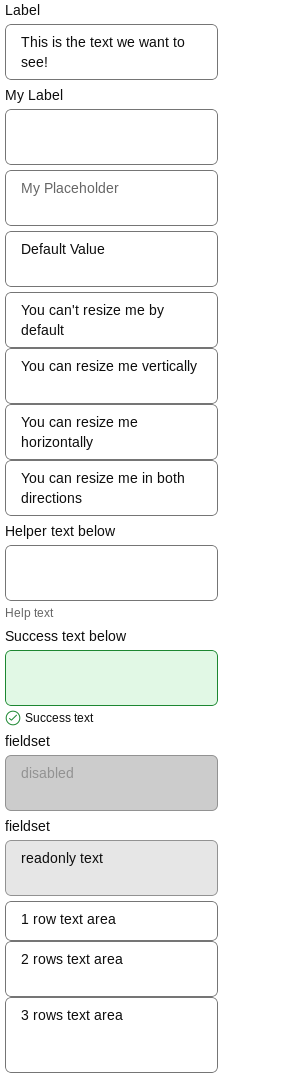 Label
This is the text we want to
see!
My Label
My Placeholder
Default Value
You can't resize me by
default
You can resize me vertically
You can resize me
horizontally
You can resize me in both
directions
Helper text below
Help text
Success text below
Success text
fieldset
disabled
fieldset
readonly text
1 row text area
2 rows text area
3 rows text area